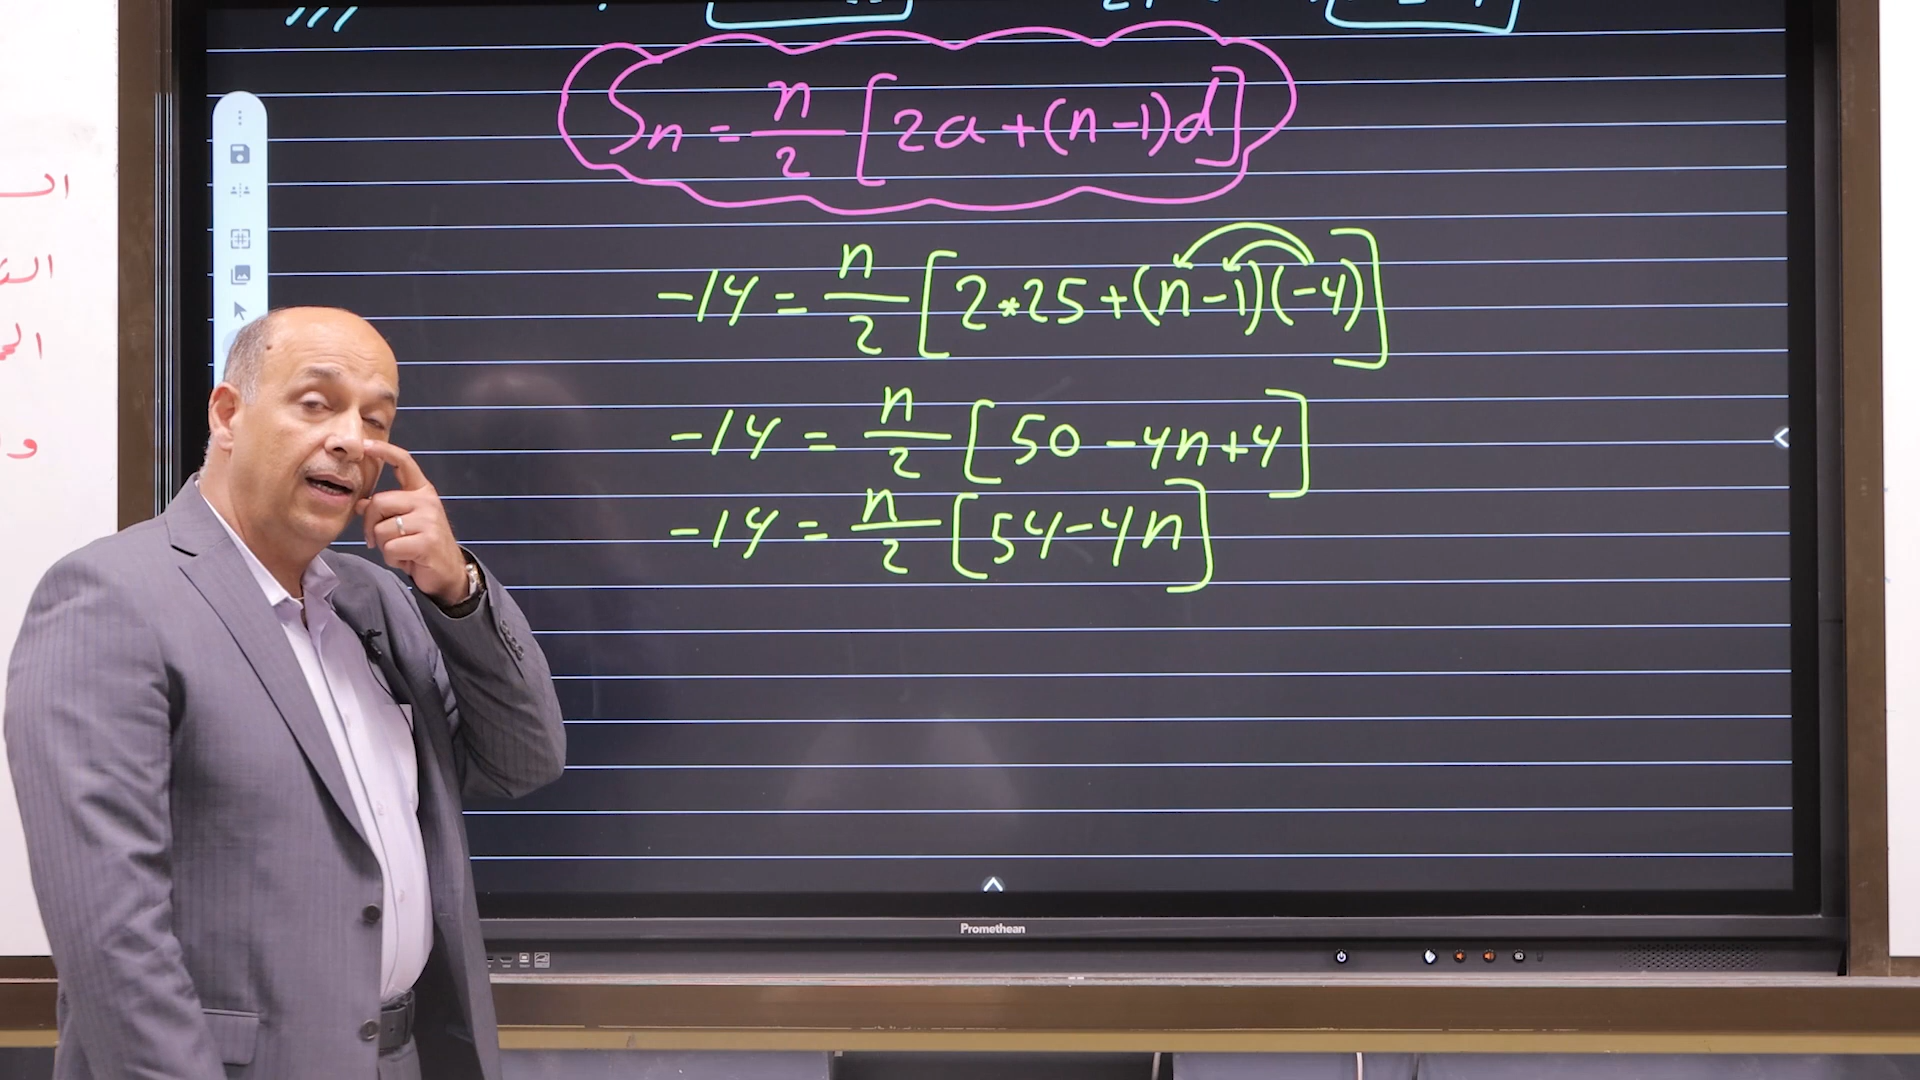 Sn = n/2 [2a+(n-1)d]
-14 = n/2 [2*25+(n-1)(-4)]
-14 = n/2 [50-4n+4]
-14 = n/2 [54-4n]
Promethean